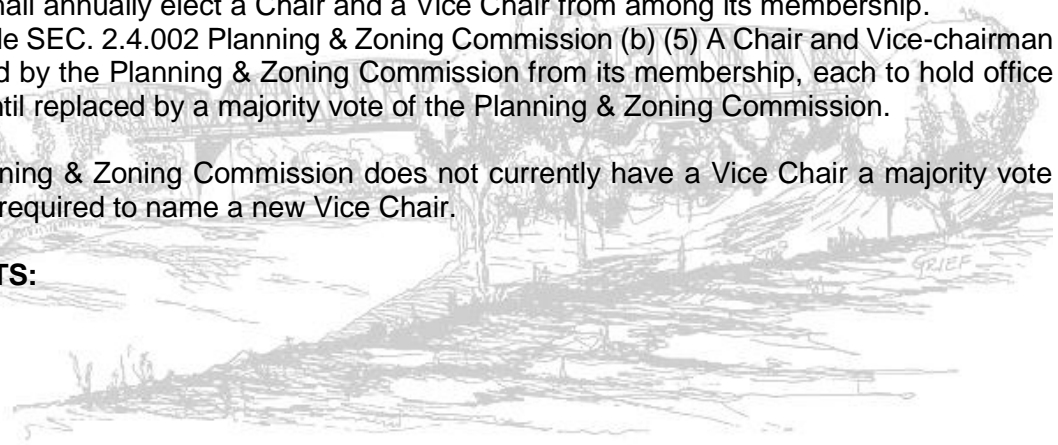 hall annually elect a Chair and a Vice Chair from among its membership.
le SEC. 2.4.002 Planning & Zoning Commission (b) (5) A Chair and Vice-chairman
d by the Planning & Zoning Commission from its membership, each to hold office
ntil replaced by a majority vote of the Planning & Zoning Commission.
ning & Zoning Commission does not currently have a Vice Chair a majority vote
required to name a new Vice Chair.
TS:
GRIEF